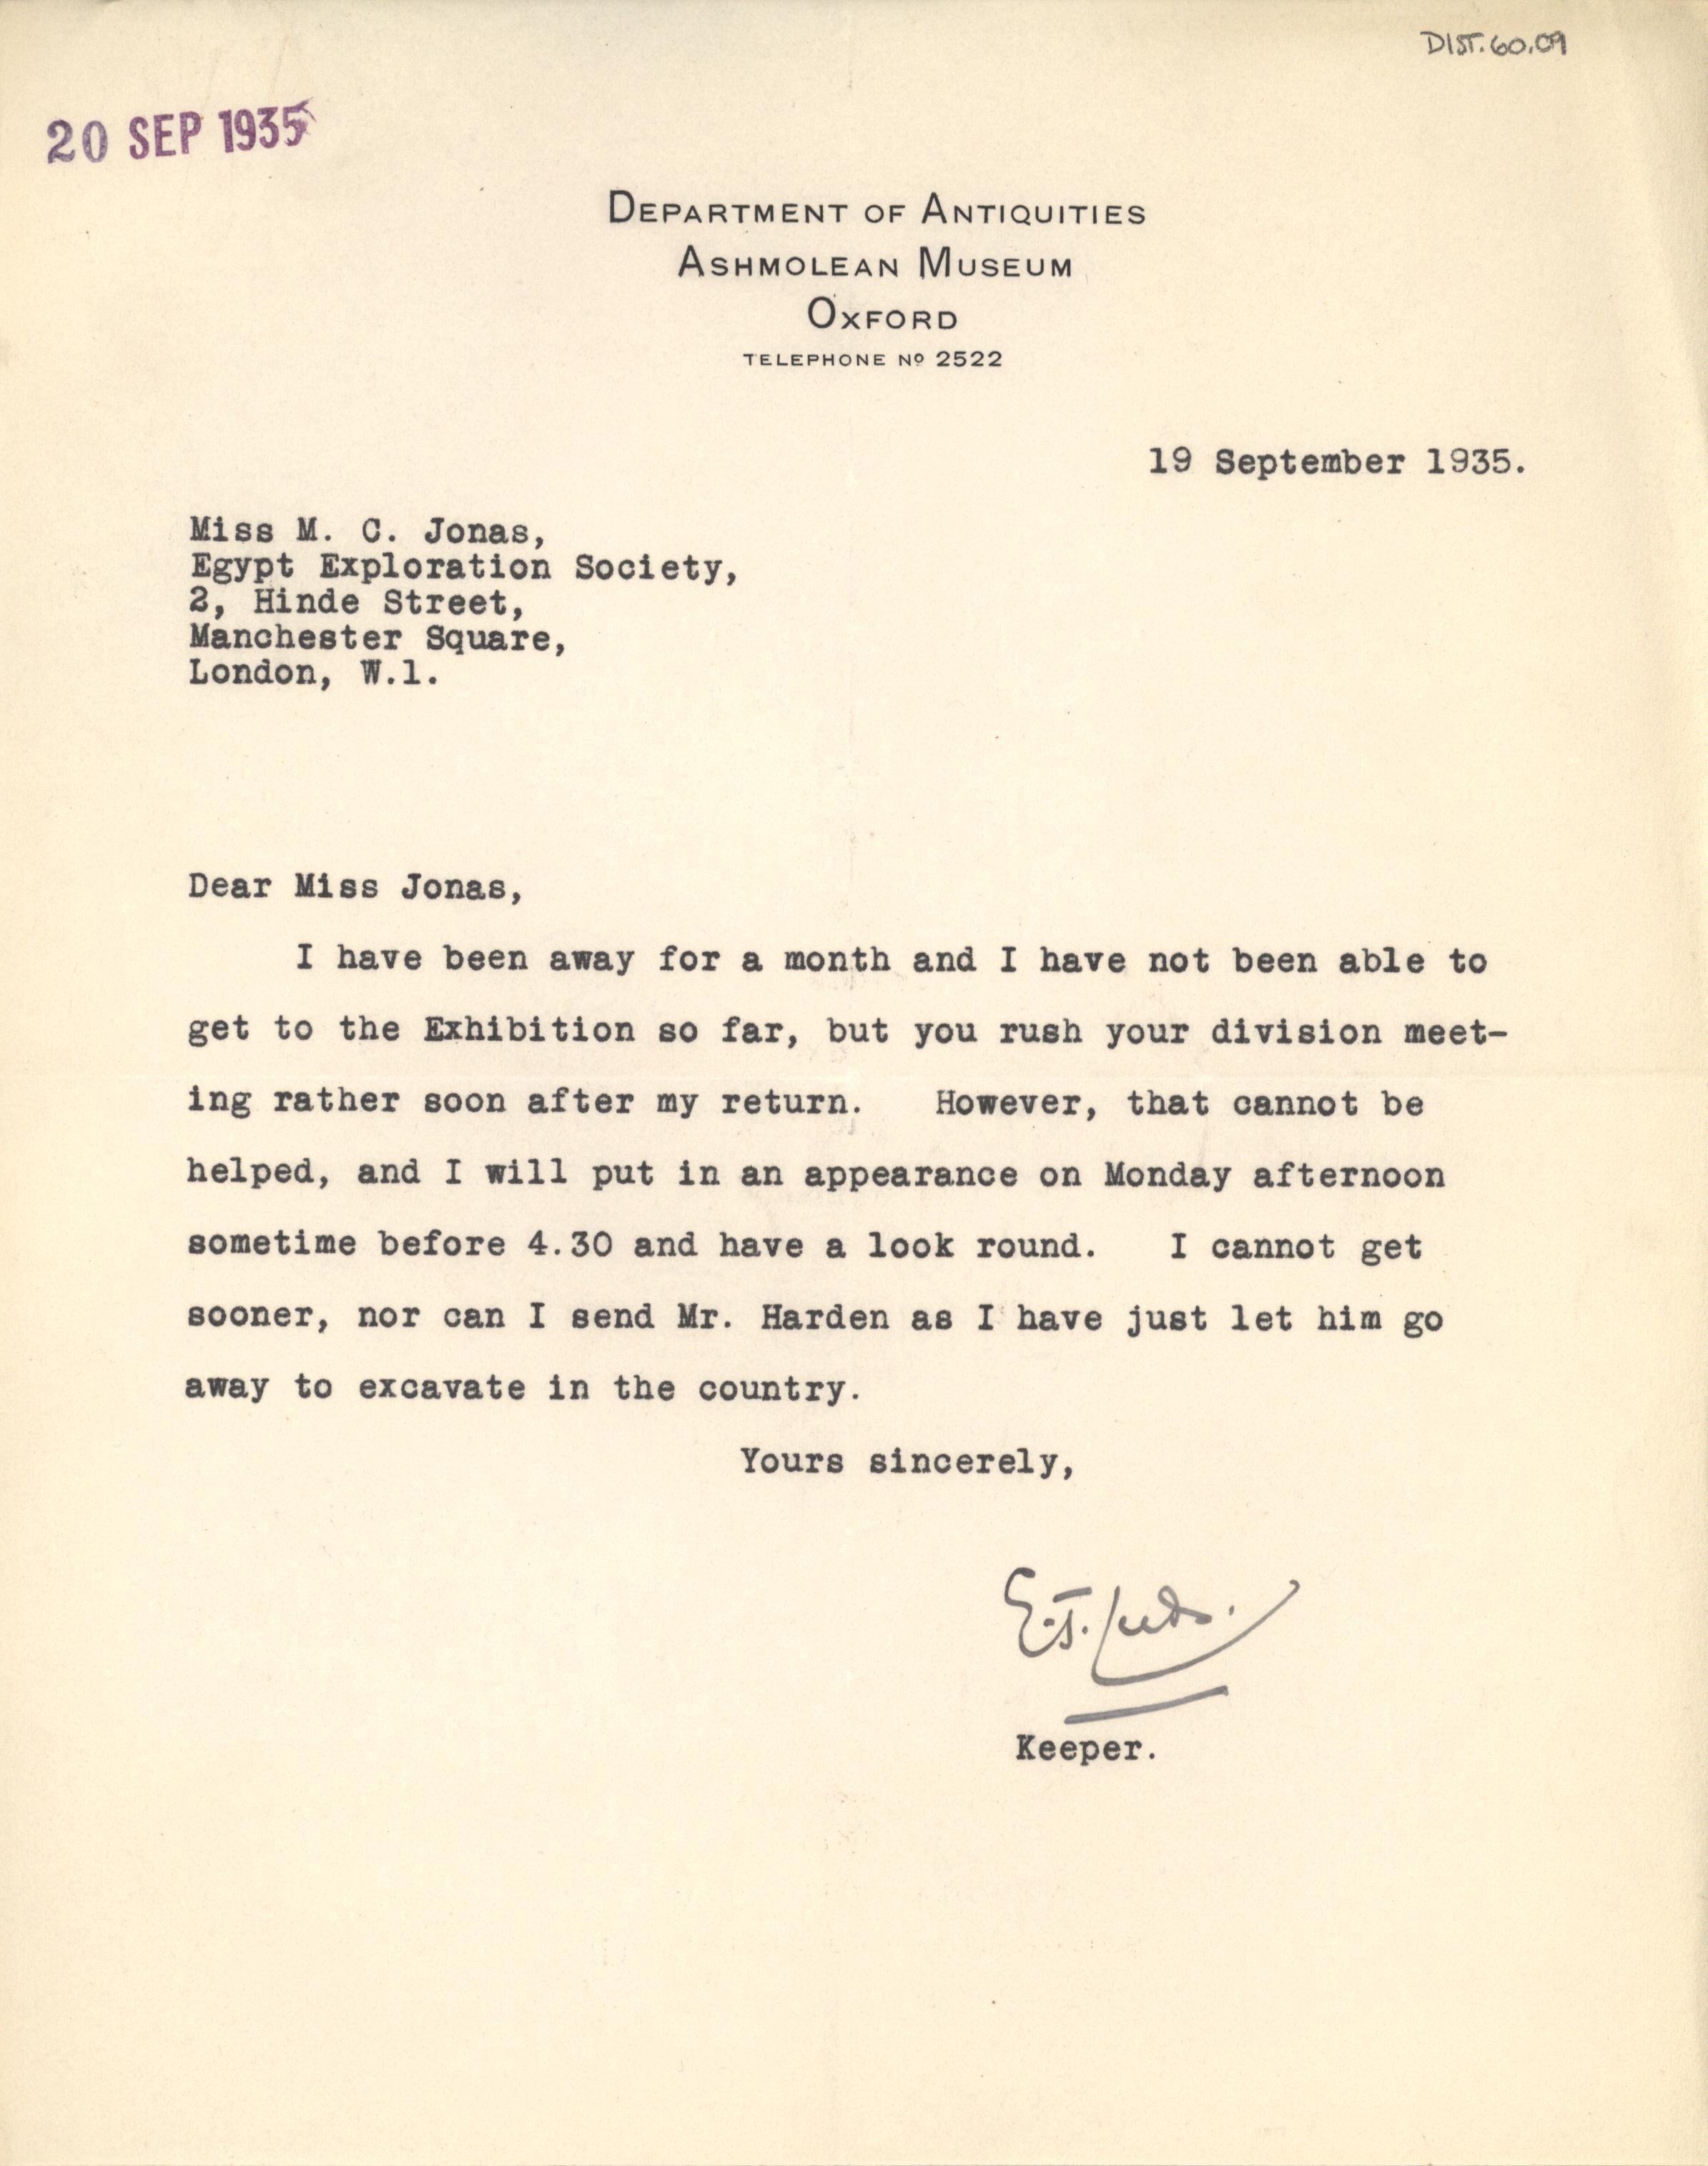 DIST.60.09
20 SEP 1935
DEPARTMENT OF ANTIQUITIES
ASHMOLEAN MUSEUM
OXFORD
TELEPHONE Nº 2522
19 September 1935.
Miss M. C. Jonas,
Egypt Exploration Society,
2, Hinde Street,
Manchester Square,
London, W.1.
Dear Miss Jonas,
I have been away for a month and I have not been able to
get to the Exhibition so far, but you rush your division meet-
ing rather soon after my return. However, that cannot be
helped, and I will put in an appearance on Monday afternoon
sometime before 4.30 and have a look round. I cannot get
sooner, nor can I send Mr. Harden as I have just let him go
away to excavate in the country.
Yours sincerely,
E.T. Leeds.
Keeper.